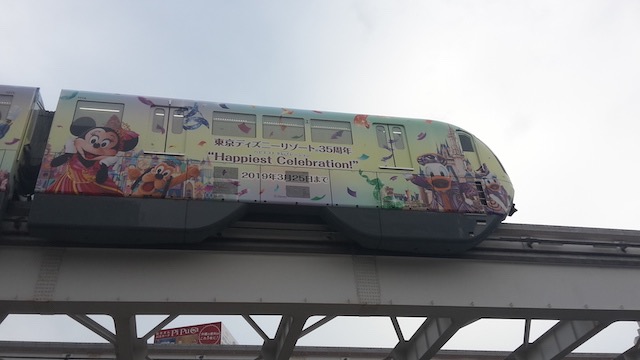 東京ディズニーリゾート35周年
"Happiest Celebration!"
2019年3月25日まで
PiPuCa